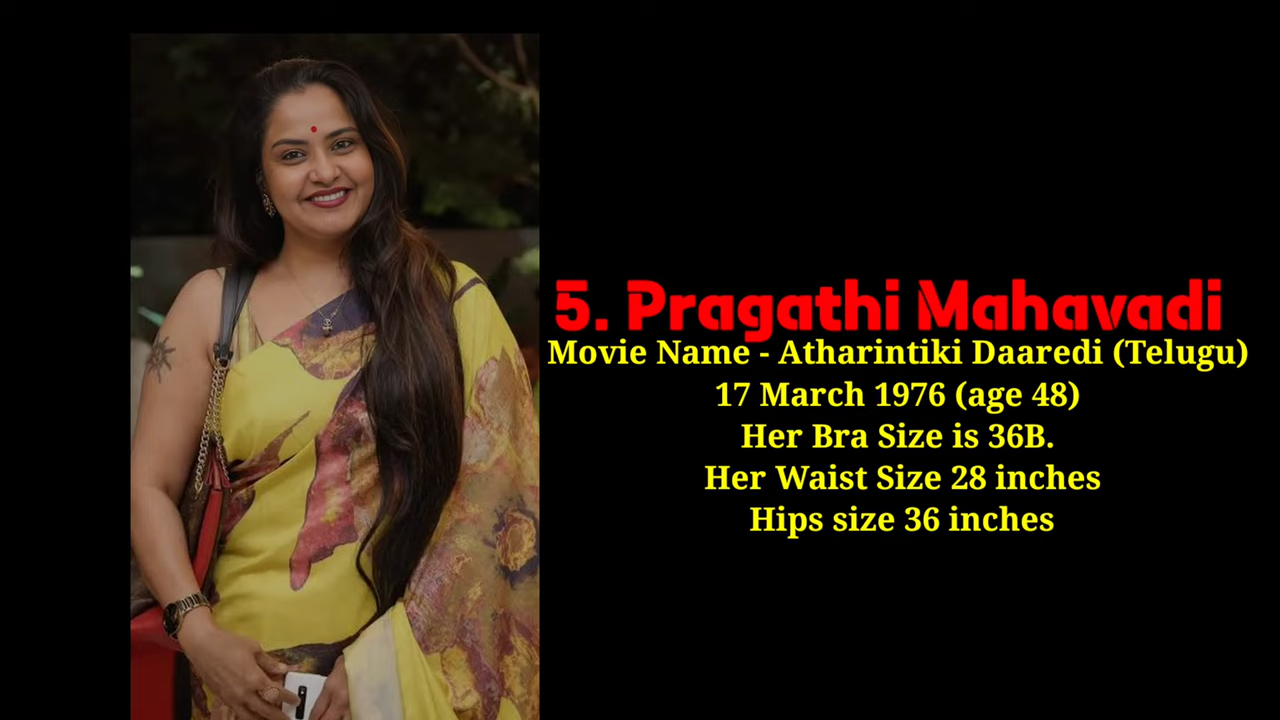 5. Pragathi Mahavadi
Movie Name - Atharintiki Daaredi (Telugu)
17 March 1976 (age 48)
Her Bra Size is 36B.
Her Waist Size 28 inches
Hips size 36 inches